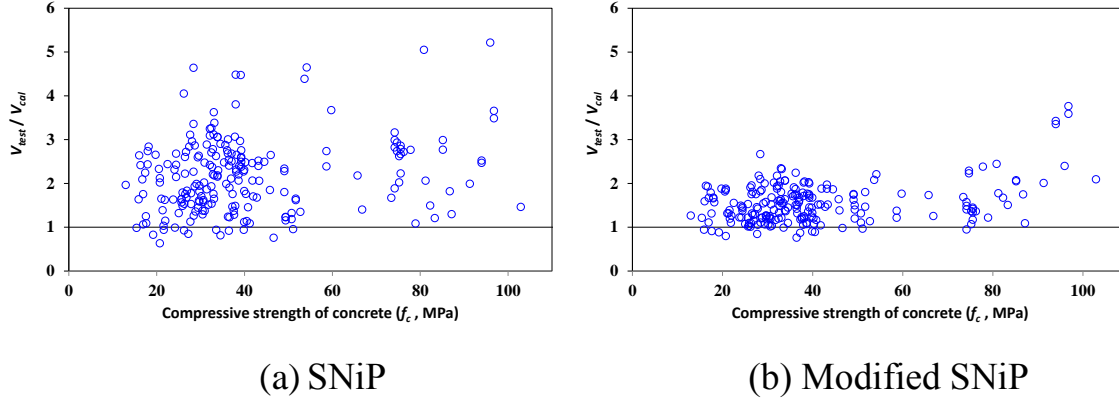 6
5
4
3
2
1
0
V_test / V_cal
0 20 40 60 80 100
Compressive strength of concrete (f_c , MPa)
(a) SNiP
6
5
4
3
2
1
0
V_test / V_cal
0 20 40 60 80 100
Compressive strength of concrete (f_c , MPa)
(b) Modified SNiP